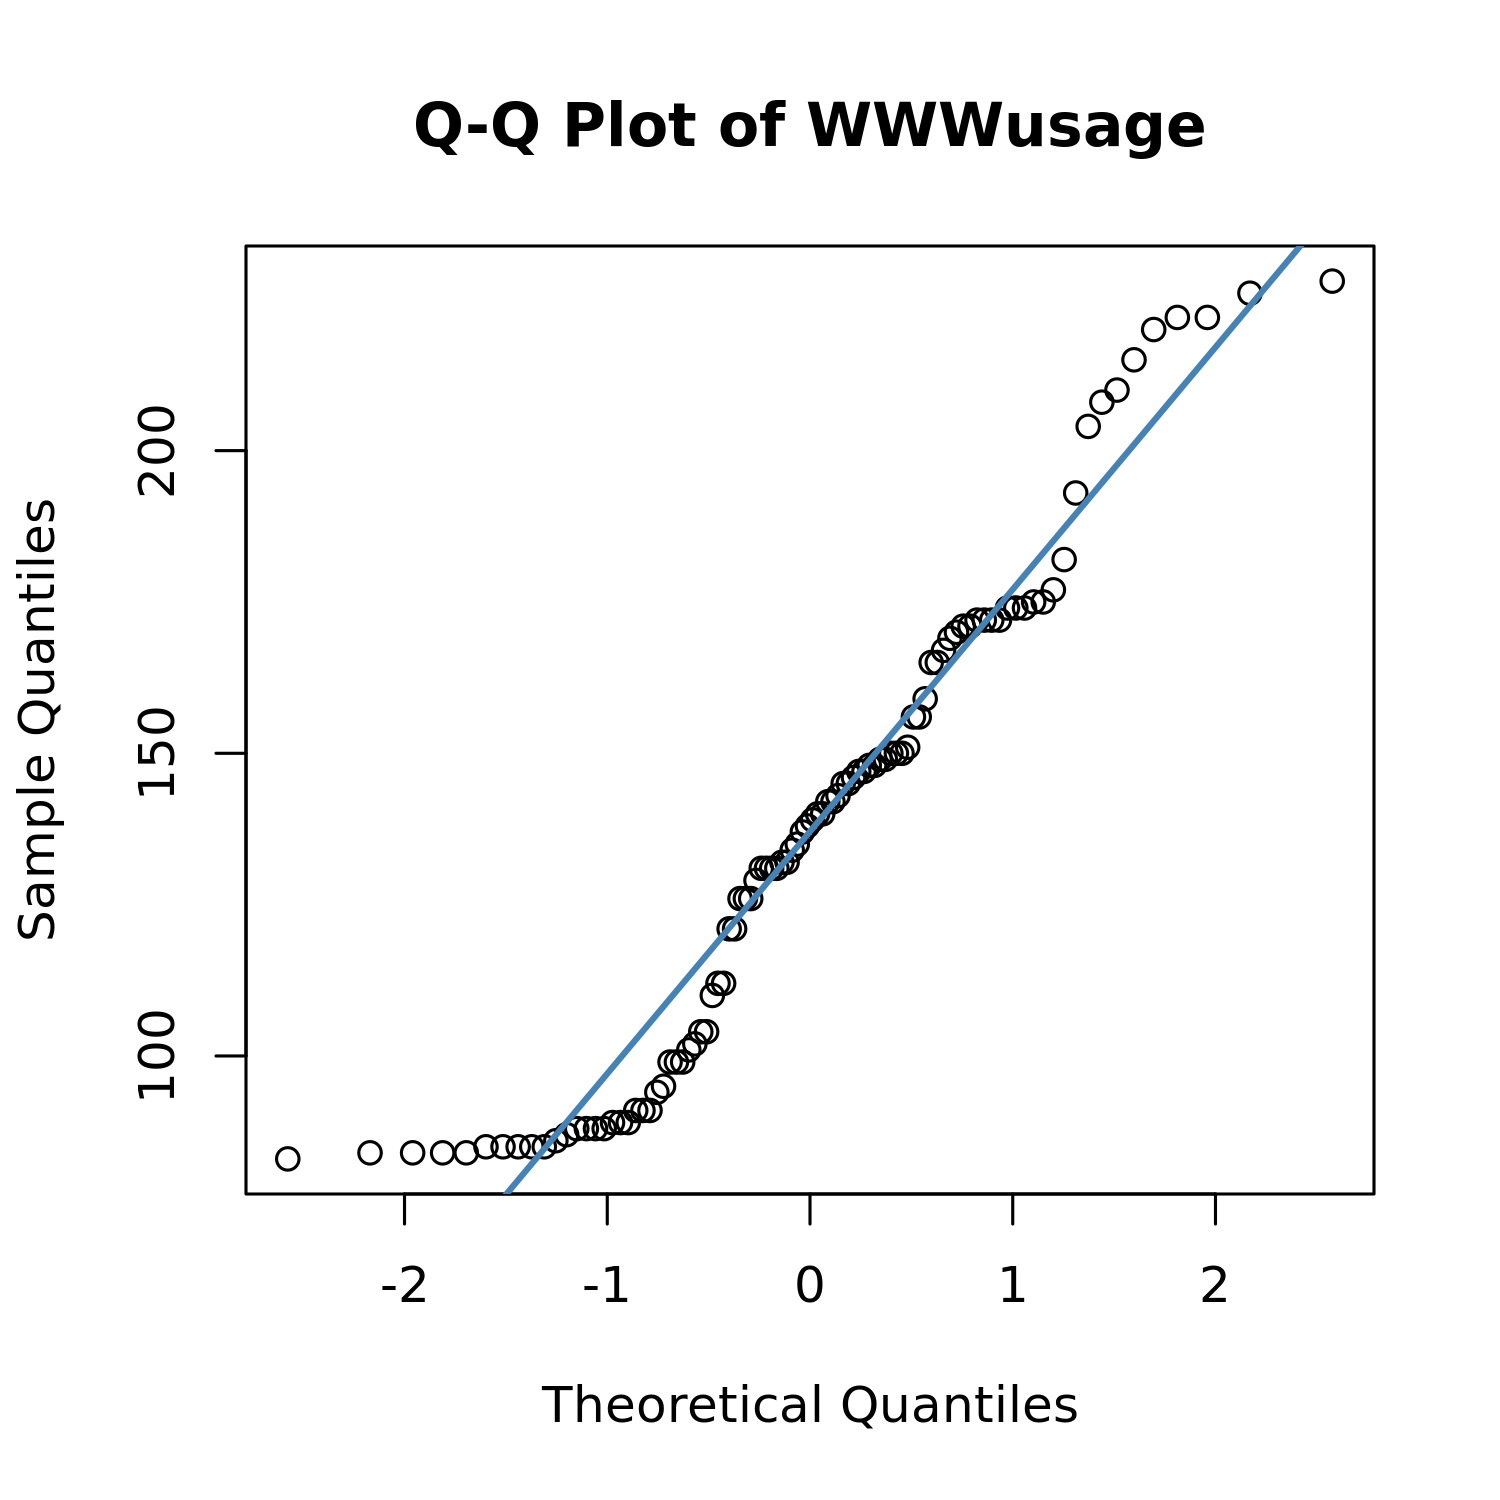 Q-Q Plot of WWWusage
Sample Quantiles
200
150
100
-2 -1 0 1 2
Theoretical Quantiles